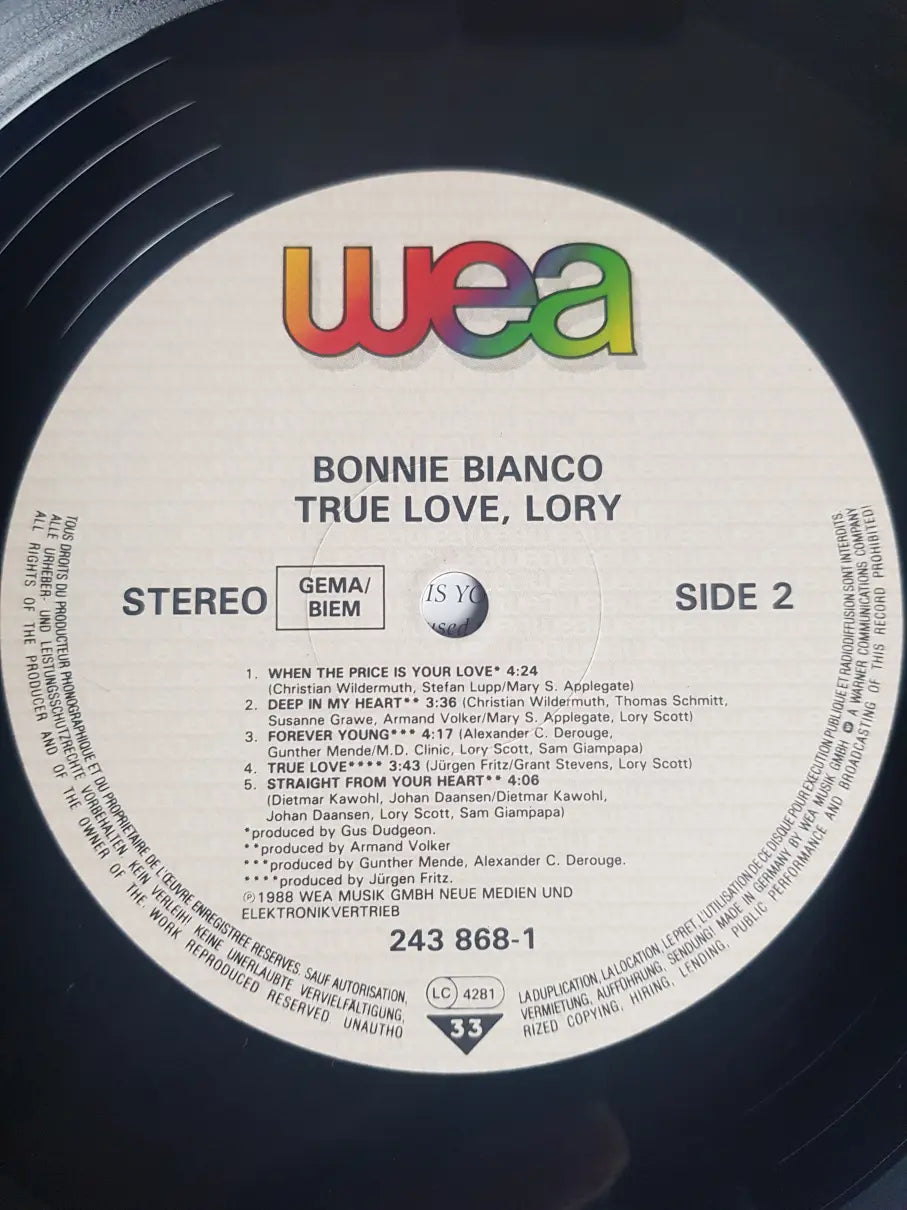 wea
BONNIE BIANCO
TRUE LOVE, LORY
STEREO
GEMA/
BIEM
IS YO
used
SIDE 2
1. WHEN THE PRICE IS YOUR LOVE* 4:24
(Christian Wildermuth, Stefan Lupp/Mary S. Applegate)
2. DEEP IN MY HEART** 3:36 (Christian Wildermuth, Thomas Schmitt,
Susanne Grawe, Armand Volker/Mary S. Applegate, Lory Scott)
3. FOREVER YOUNG*** 4:17 (Alexander C. Derouge,
Gunther Mende/M.D. Clinic, Lory Scott, Sam Giampapa)
4. TRUE LOVE**** 3:43 (Jürgen Fritz/Grant Stevens, Lory Scott)
5. STRAIGHT FROM YOUR HEART** 4:06
(Dietmar Kawohl, Johan Daansen/Dietmar Kawohl,
Johan Daansen, Lory Scott, Sam Giampapa)
*produced by Gus Dudgeon.
**produced by Armand Volker
***produced by Gunther Mende, Alexander C. Derouge.
****produced by Jürgen Fritz.
Ⓟ1988 WEA MUSIK GMBH NEUE MEDIEN UND
ELEKTRONIKVERTRIEB
243 868-1
LC 4281
33
TOUS DROITS DU PRODUCTEUR PHONOGRAPHIQUE ET DU PROPRIETAIRE DE L'ŒUVRE ENREGISTREE RESERVES. SAUF AUTORISATION,
LA DUPLICATION, LA LOCATION, LE PRET, L'UTILISATION DE CE DISQUE POUR EXECUTION PUBLIQUE ET RADIODIFFUSION SONT INTERDITS.
ALLE URHEBER- UND LEISTUNGSSCHUTZRECHTE VORBEHALTEN. KEIN VERLEIH! KEINE UNERLAUBTE VERVIELFÄLTIGUNG,
VERMIETUNG, AUFFÜHRUNG, SENDUNG! MADE IN GERMANY BY WEA MUSIK GMBH A WARNER COMMUNICATIONS COMPANY
ALL RIGHTS OF THE PRODUCER AND OF THE OWNER OF THE WORK REPRODUCED RESERVED UNAUTHO
RIZED COPYING, HIRING, LENDING, PUBLIC PERFORMANCE AND BROADCASTING OF THIS RECORD PROHIBITED!